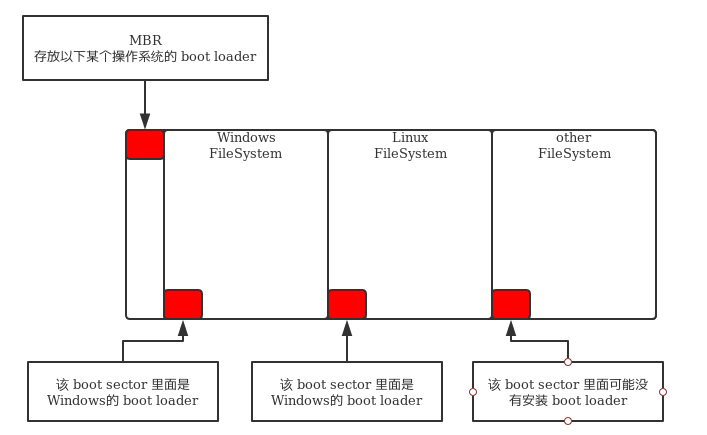 MBR
存放以下某个操作系统的 boot loader
Windows
FileSystem
Linux
FileSystem
other
FileSystem
该 boot sector 里面是
Windows的 boot loader
该 boot sector 里面是
Windows的 boot loader
该 boot sector 里面可能没
有安装 boot loader